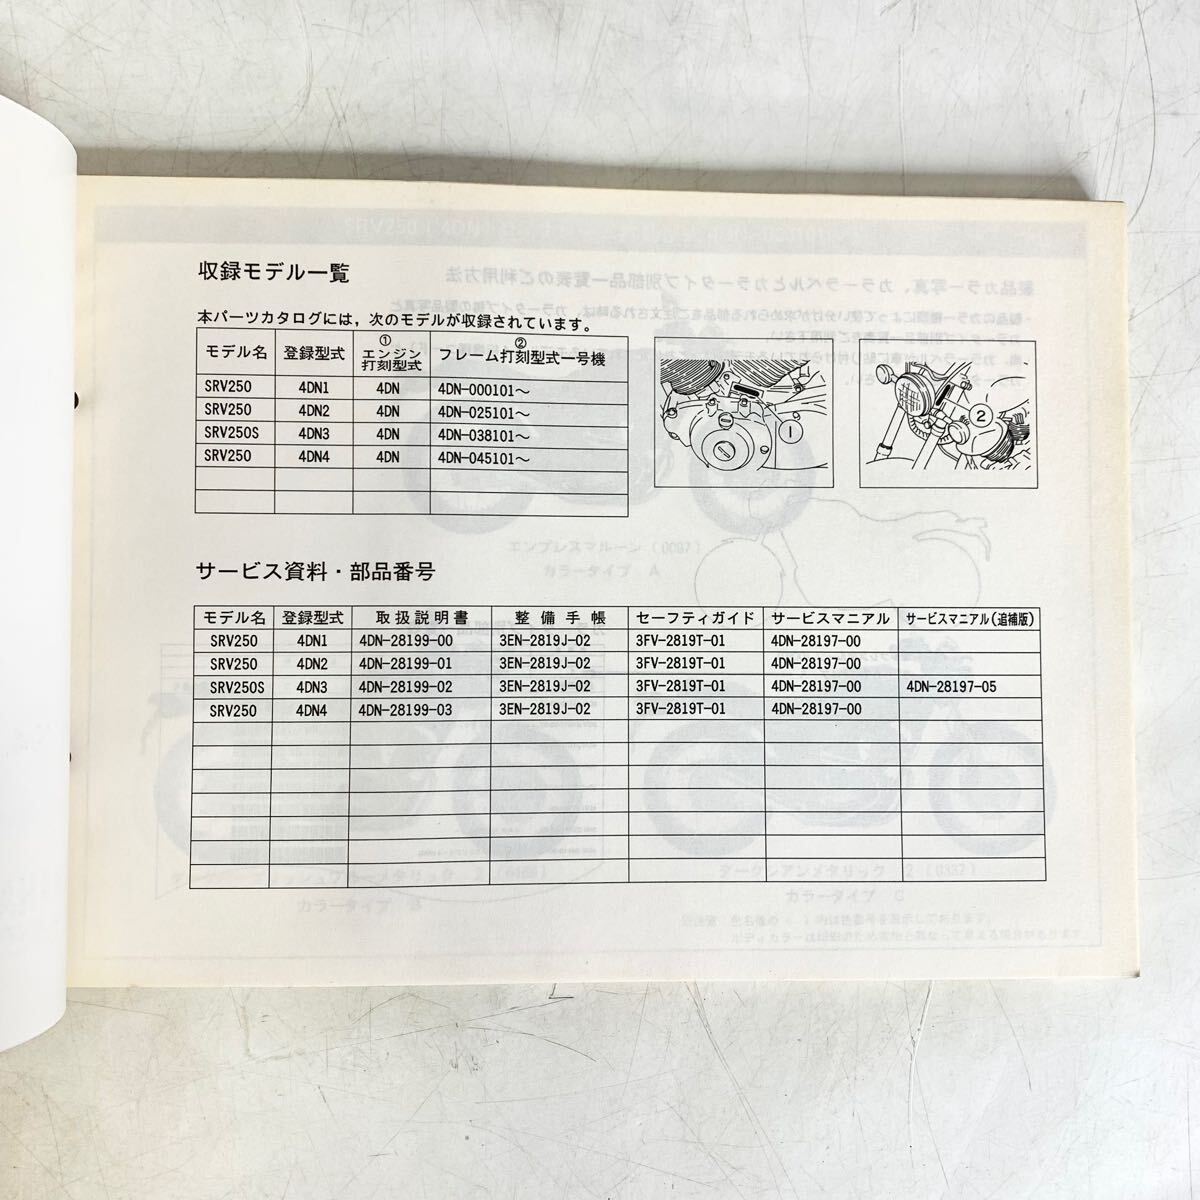 収録モデル一覧
本パーツカタログには，次のモデルが収録されています。
モデル名 登録型式 ①エンジン打刻型式 ②フレーム打刻型式一号機
SRV250 4DN1 4DN 4DN-000101～
SRV250 4DN2 4DN 4DN-025101～
SRV250S 4DN3 4DN 4DN-038101～
SRV250 4DN4 4DN 4DN-045101～
1
2
サービス資料・部品番号
モデル名 登録型式 取扱説明書 整備手帳 セーフティガイド サービスマニアル サービスマニアル(追補版)
SRV250 4DN1 4DN-28199-00 3EN-2819J-02 3FV-2819T-01 4DN-28197-00
SRV250 4DN2 4DN-28199-01 3EN-2819J-02 3FV-2819T-01 4DN-28197-00
SRV250S 4DN3 4DN-28199-02 3EN-2819J-02 3FV-2819T-01 4DN-28197-00 4DN-28197-05
SRV250 4DN4 4DN-28199-03 3EN-2819J-02 3FV-2819T-01 4DN-28197-00